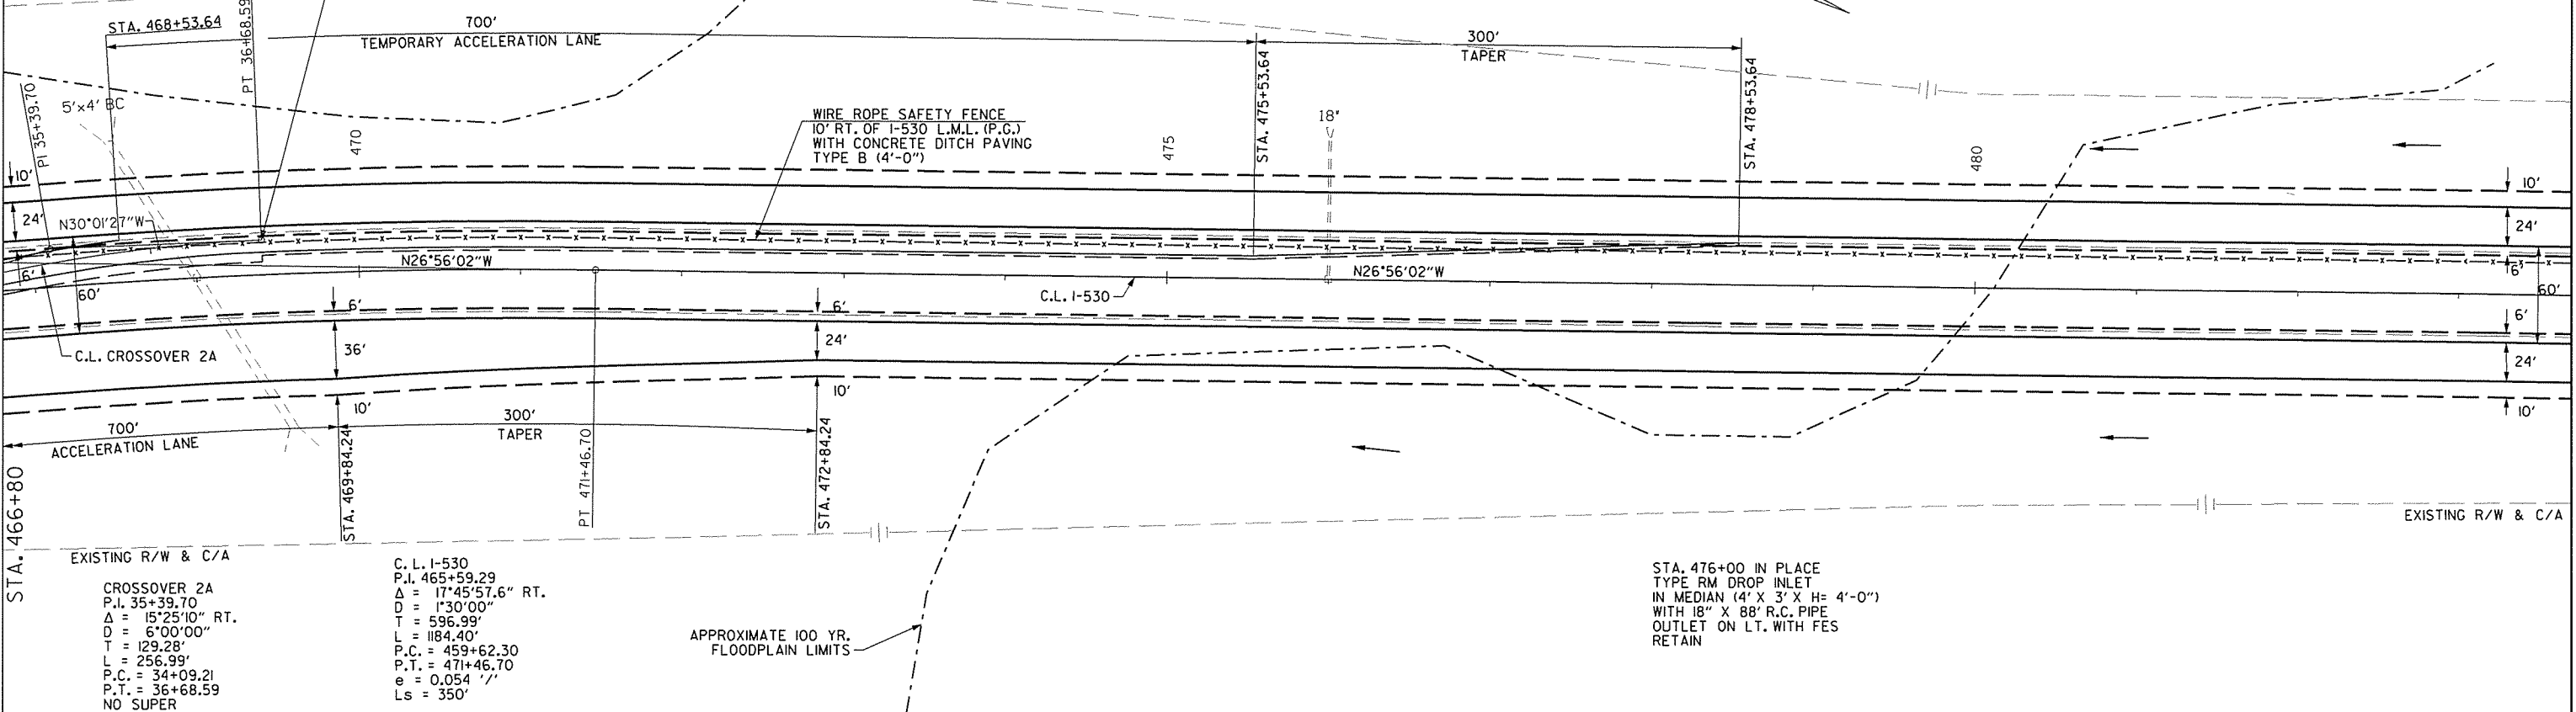 STA. 468+53.64
700'
TEMPORARY ACCELERATION LANE
300'
TAPER
PI 35+39.70
5'x4' BC
PT 36+68.59
470
WIRE ROPE SAFETY FENCE
10' RT. OF I-530 L.M.L. (P.G.)
WITH CONCRETE DITCH PAVING
TYPE B (4'-0")
475
STA. 475+53.64
18"
STA. 478+53.64
480
10'
24'
N30°01'27"W
6'
60'
N26°56'02"W
C.L. I-530
N26°56'02"W
10'
24'
6'
60'
6'
24'
10'
C.L. CROSSOVER 2A
6'
36'
10'
6'
24'
10'
700'
ACCELERATION LANE
300'
TAPER
STA. 466+80
STA. 469+84.24
PT 471+46.70
STA. 472+84.24
EXISTING R/W & C/A
EXISTING R/W & C/A
CROSSOVER 2A
P.I. 35+39.70
Δ = 15°25'10" RT.
D = 6°00'00"
T = 129.28'
L = 256.99'
P.C. = 34+09.21
P.T. = 36+68.59
NO SUPER
C.L. I-530
P.I. 465+59.29
Δ = 17°45'57.6" RT.
D = 1°30'00"
T = 596.99'
L = 1184.40'
P.C. = 459+62.30
P.T. = 471+46.70
e = 0.054 '/'
Ls = 350'
APPROXIMATE 100 YR.
FLOODPLAIN LIMITS
STA. 476+00 IN PLACE
TYPE RM DROP INLET
IN MEDIAN (4' X 3' X H= 4'-0")
WITH 18" X 88' R.C. PIPE
OUTLET ON LT. WITH FES
RETAIN